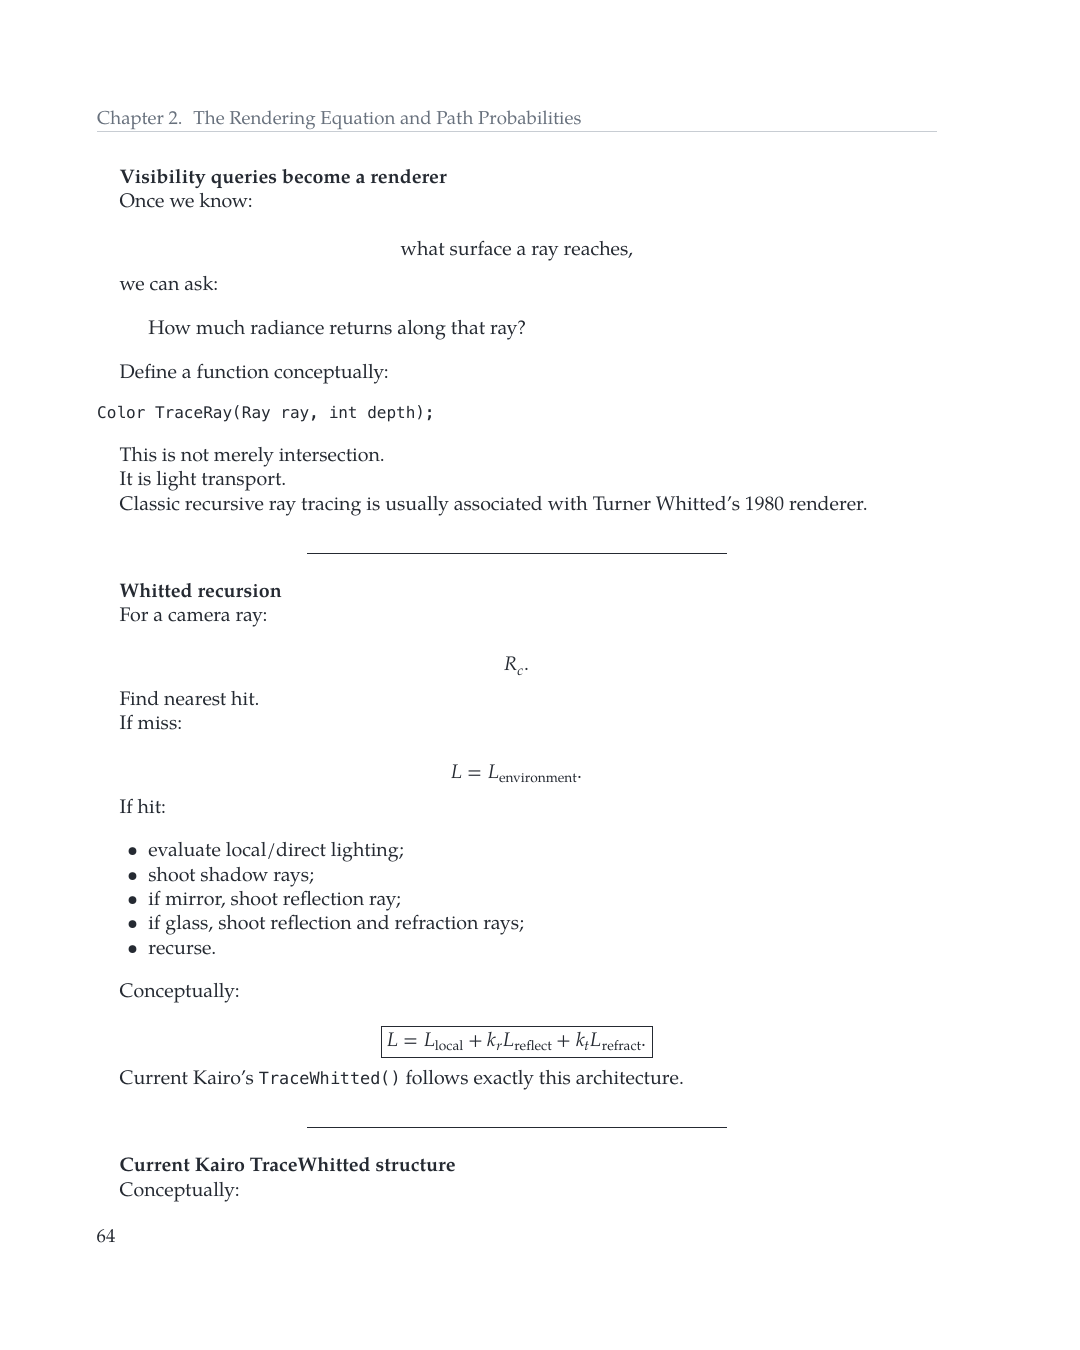 Chapter 2. The Rendering Equation and Path Probabilities
Visibility queries become a renderer
Once we know:
what surface a ray reaches,
we can ask:
How much radiance returns along that ray?
Define a function conceptually:
Color TraceRay(Ray ray, int depth);
This is not merely intersection.
It is light transport.
Classic recursive ray tracing is usually associated with Turner Whitted’s 1980 renderer.
Whitted recursion
For a camera ray:
R_c.
Find nearest hit.
If miss:
L = L_environment.
If hit:
• evaluate local/direct lighting;
• shoot shadow rays;
• if mirror, shoot reflection ray;
• if glass, shoot reflection and refraction rays;
• recurse.
Conceptually:
L = L_local + k_r L_reflect + k_t L_refract.
Current Kairo’s TraceWhitted() follows exactly this architecture.
Current Kairo TraceWhitted structure
Conceptually:
64